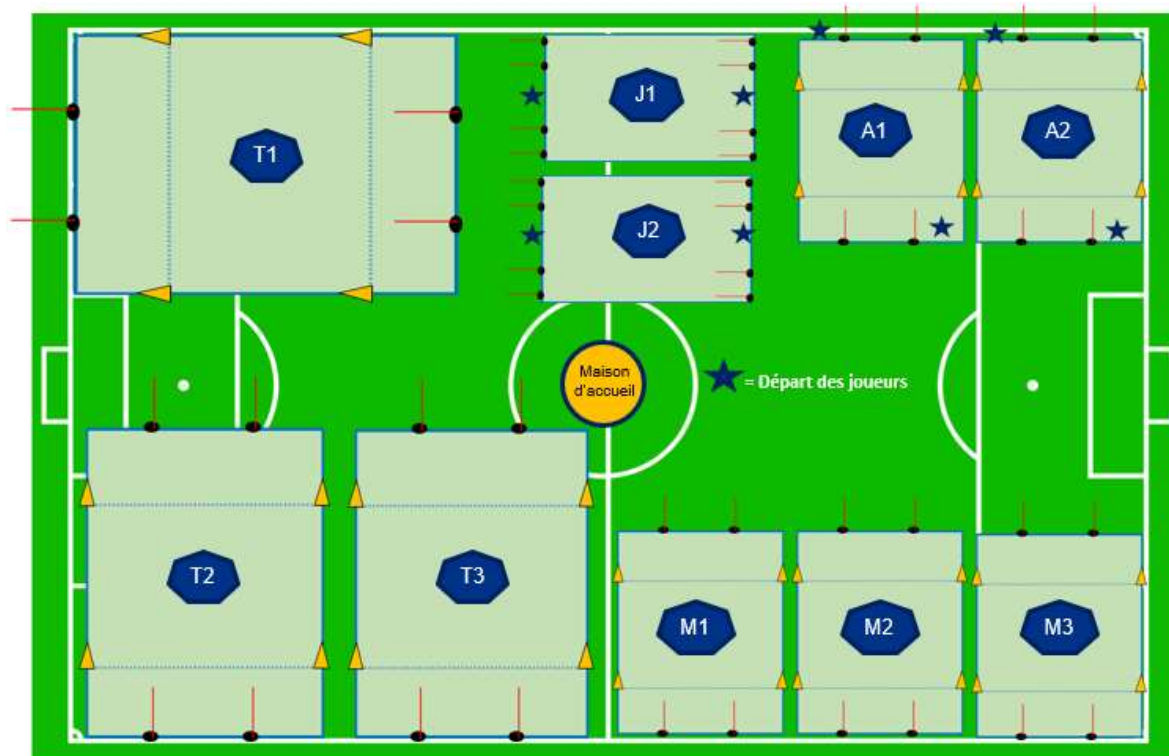 T1
J1
A1
A2
J2
Maison
d'accueil
= Départ des joueurs
T2
T3
M1
M2
M3